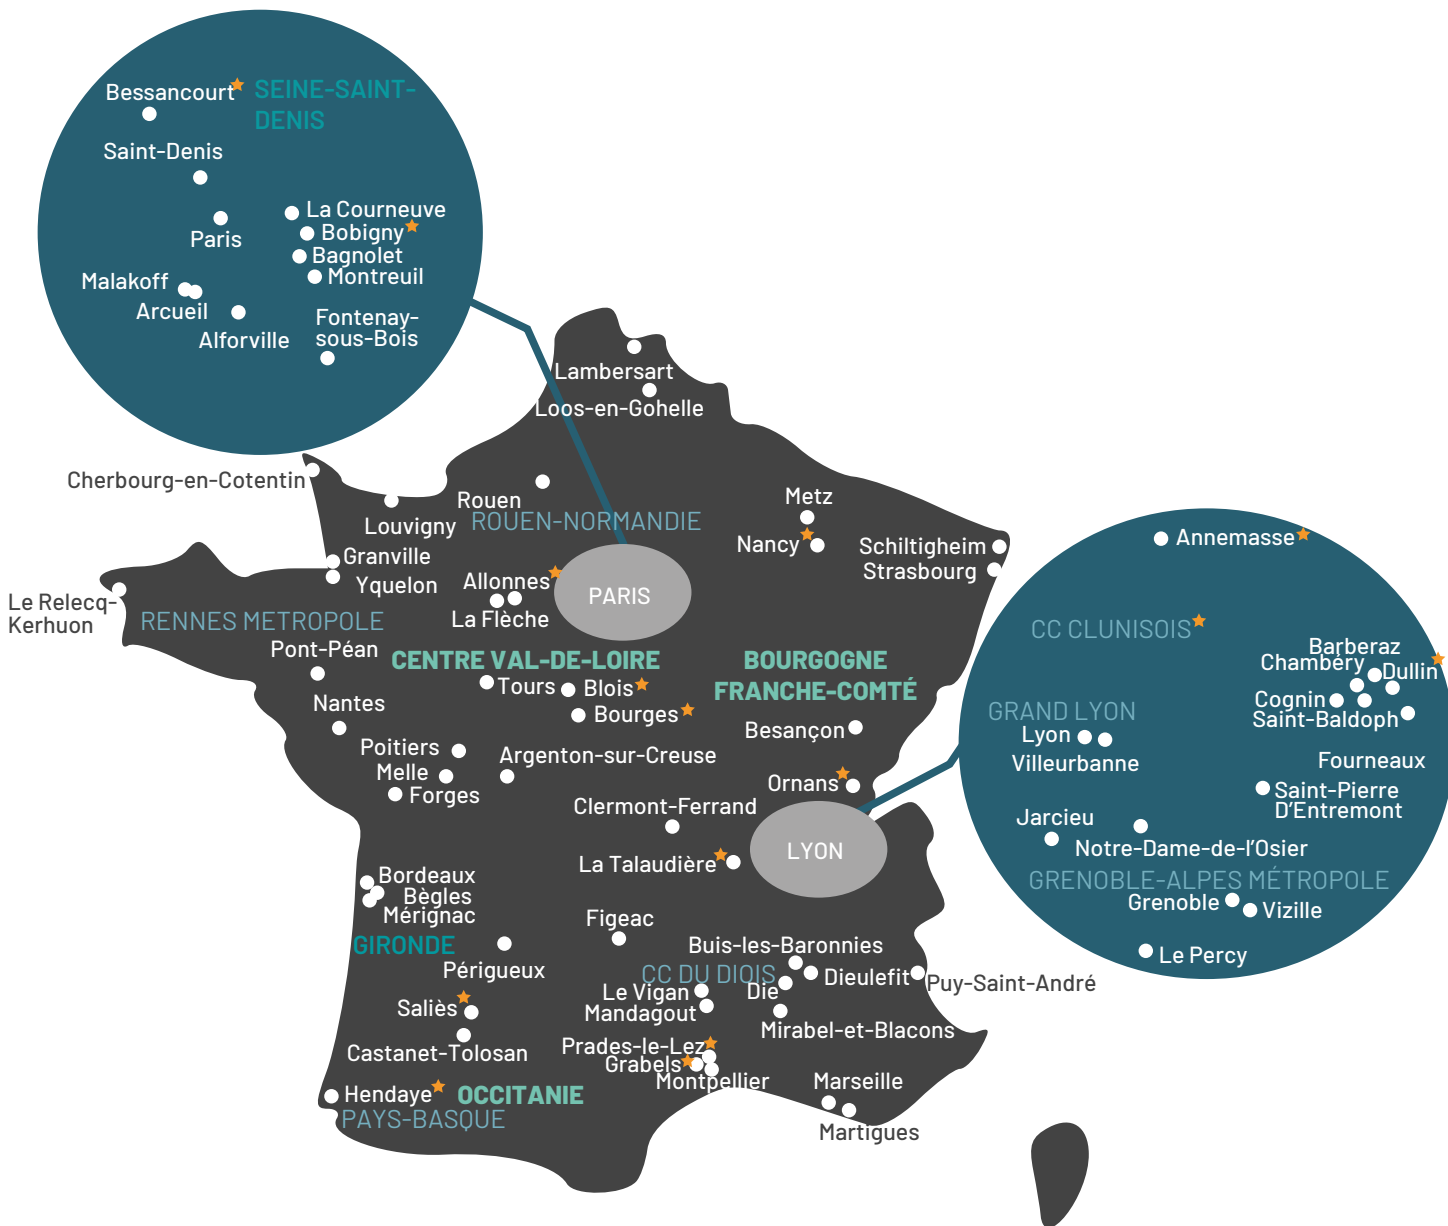 Bessancourt
SEINE-SAINT-
DENIS
Saint-Denis
La Courneuve
Bobigny
Paris
Bagnolet
Montreuil
Malakoff
Arcueil
Alforville
Fontenay-
sous-Bois
Lambersart
Loos-en-Gohelle
Cherbourg-en-Cotentin
Rouen
Louvigny
ROUEN-NORMANDIE
Metz
Nancy
Schiltigheim
Strasbourg
Granville
Yquelon
Allonnes
La Flèche
PARIS
Le Relecq-
Kerhuon
RENNES METROPOLE
Pont-Péan
CENTRE VAL-DE-LOIRE
BOURGOGNE
FRANCHE-COMTÉ
Tours
Blois
Bourges
Nantes
Besançon
Poitiers
Melle
Forges
Argenton-sur-Creuse
Ornans
Clermont-Ferrand
La Talaudière
LYON
Annemasse
CC CLUNISOIS
Barberaz
Chambéry
Dullin
Cognin
Saint-Baldoph
GRAND LYON
Lyon
Villeurbanne
Fourneaux
Saint-Pierre
D'Entremont
Jarcieu
Notre-Dame-de-l'Osier
GRENOBLE-ALPES MÉTROPOLE
Grenoble
Vizille
Le Percy
Bordeaux
Bègles
Mérignac
GIRONDE
Périgueux
Figeac
Buis-les-Baronnies
CC DU DIOIS
Dieulefit
Puy-Saint-André
Die
Le Vigan
Mandagout
Mirabel-et-Blacons
Saliès
Castanet-Tolosan
Prades-le-Lez
Grabels
Montpellier
Marseille
Martigues
Hendaye
OCCITANIE
PAYS-BASQUE